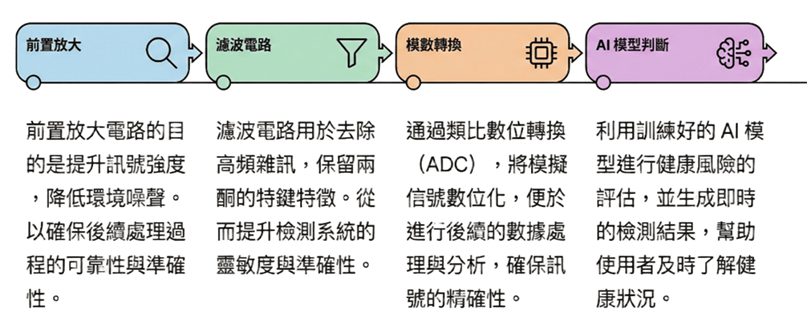 前置放大
濾波電路
模數轉換
AI 模型判斷
前置放大電路的目
的是提升訊號強度
，降低環境噪聲。
以確保後續處理過
程的可靠性與準確
性。
濾波電路用於去除
高頻雜訊，保留兩
酮的特鍵特徵。從
而提升檢測系統的
靈敏度與準確性。
通過類比數位轉換
（ADC），將模擬
信號數位化，便於
進行後續的數據處
理與分析，確保訊
號的精確性。
利用訓練好的 AI 模
型進行健康風險的
評估，並生成即時
的檢測結果，幫助
使用者及時了解健
康狀況。